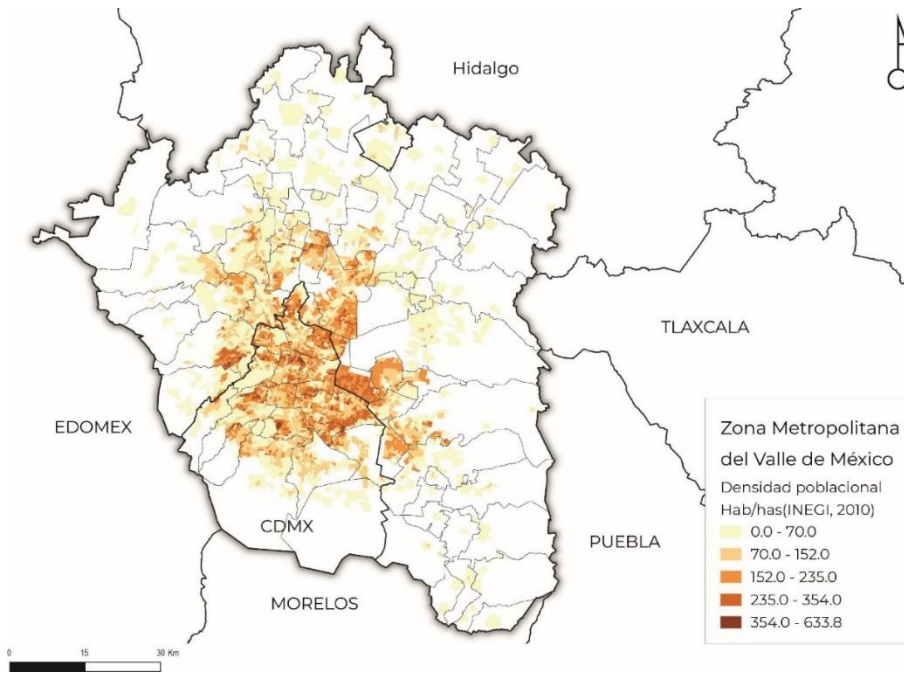 Hidalgo
TLAXCALA
EDOMEX
CDMX
PUEBLA
MORELOS
Zona Metropolitana
del Valle de México
Densidad poblacional
Hab/has(INEGI, 2010)
0.0 - 70.0
70.0 - 152.0
152.0 - 235.0
235.0 - 354.0
354.0 - 633.8
0 15 30 Km